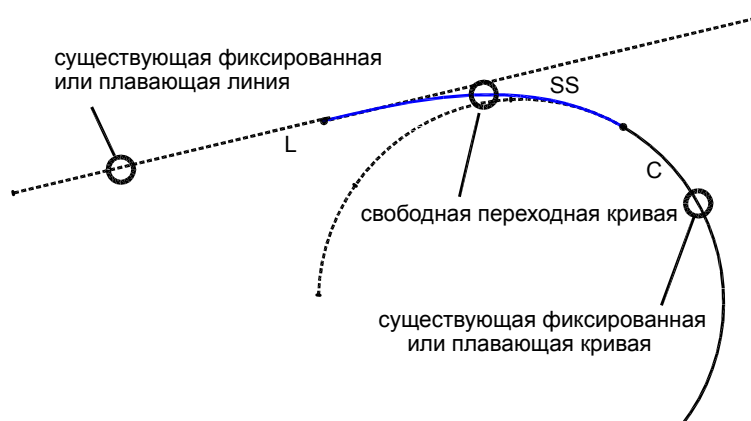 существующая фиксированная
или плавающая линия
SS
L
C
свободная переходная кривая
существующая фиксированная
или плавающая кривая